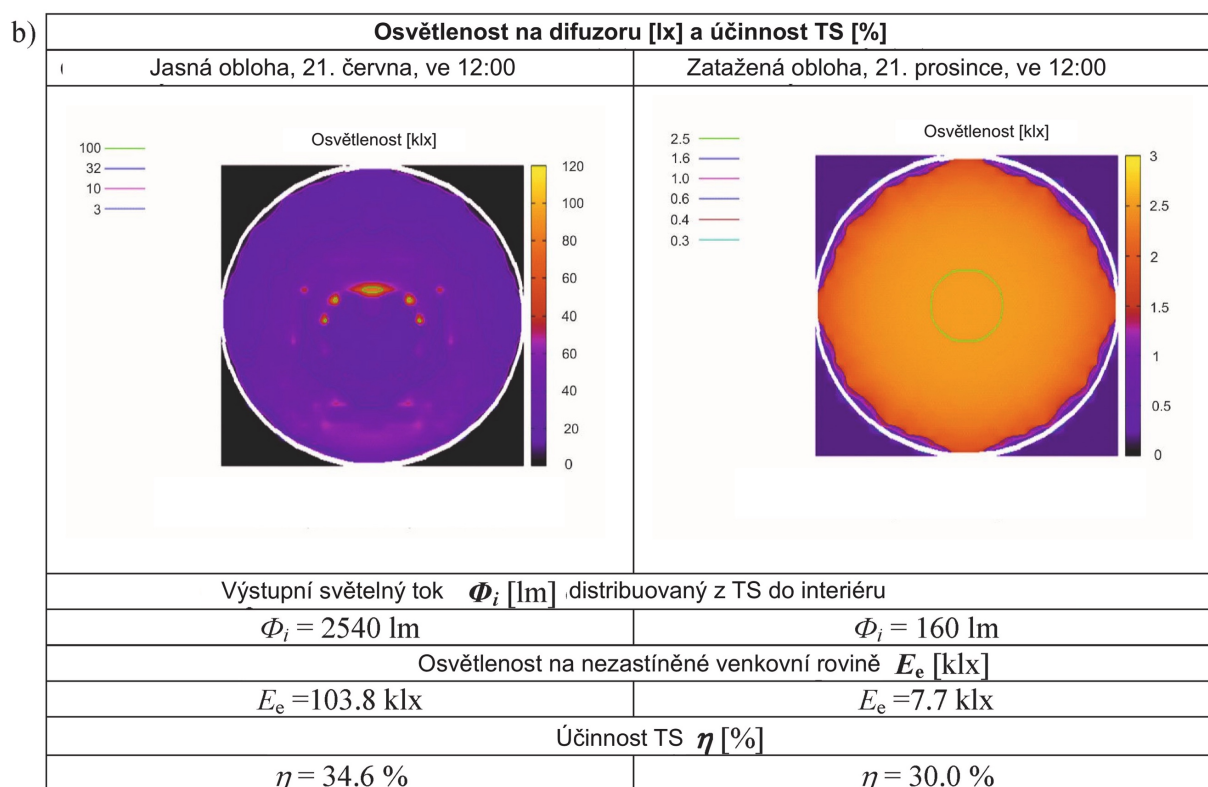 b)
Osvětlenost na difuzoru [lx] a účinnost TS [%]
Jasná obloha, 21. června, ve 12:00
Zatažená obloha, 21. prosince, ve 12:00
Osvětlenost [klx]
100
32
10
3
120
100
80
60
40
60
40
20
0
Osvětlenost [klx]
2.5
1.6
1.0
0.6
0.4
0.3
3
2.5
2
1.5
1
0.5
0
Výstupní světelný tok Φi [lm] distribuovaný z TS do interiéru
Φi = 2540 lm
Φi = 160 lm
Osvětlenost na nezastíněné venkovní rovině Ee [klx]
Ee =103.8 klx
Ee =7.7 klx
Účinnost TS η [%]
η = 34.6 %
η = 30.0 %